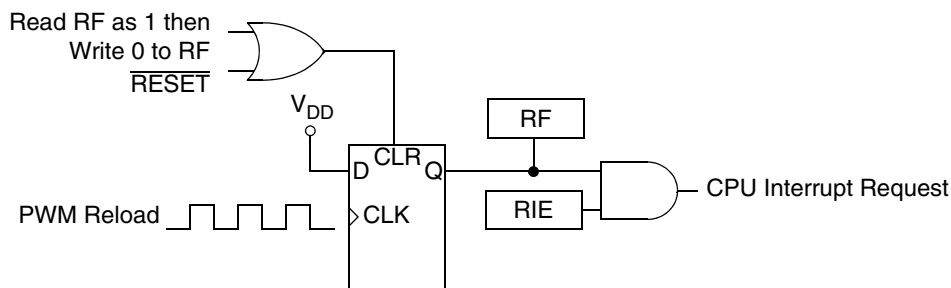 Read RF as 1 then
Write 0 to RF
RESET
VDD
D
CLR
Q
CLK
PWM Reload
RF
RIE
CPU Interrupt Request